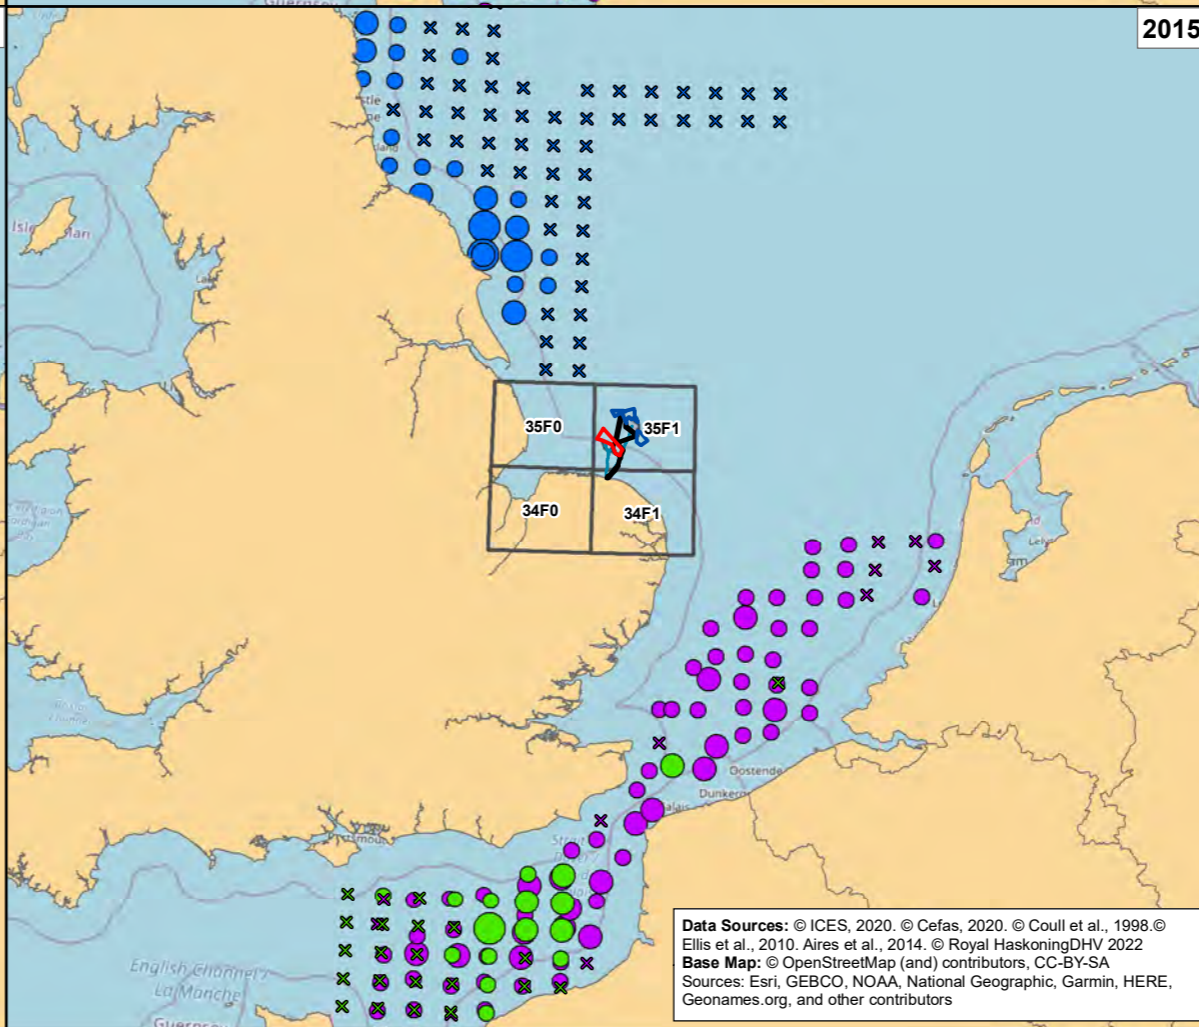 2015
35F0
35F1
34F0
34F1
Oostende
English Channel /
La Manche
Data Sources: © ICES, 2020. © Cefas, 2020. © Coull et al., 1998.©
Ellis et al., 2010. Aires et al., 2014. © Royal HaskoningDHV 2022
Base Map: © OpenStreetMap (and) contributors, CC-BY-SA
Sources: Esri, GEBCO, NOAA, National Geographic, Garmin, HERE,
Geonames.org, and other contributors